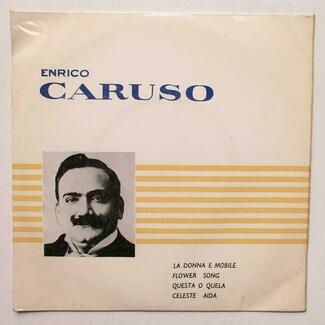 ENRICO
CARUSO
LA DONNA E MOBILE
FLOWER SONG
QUESTA O QUELA
CELESTE AIDA